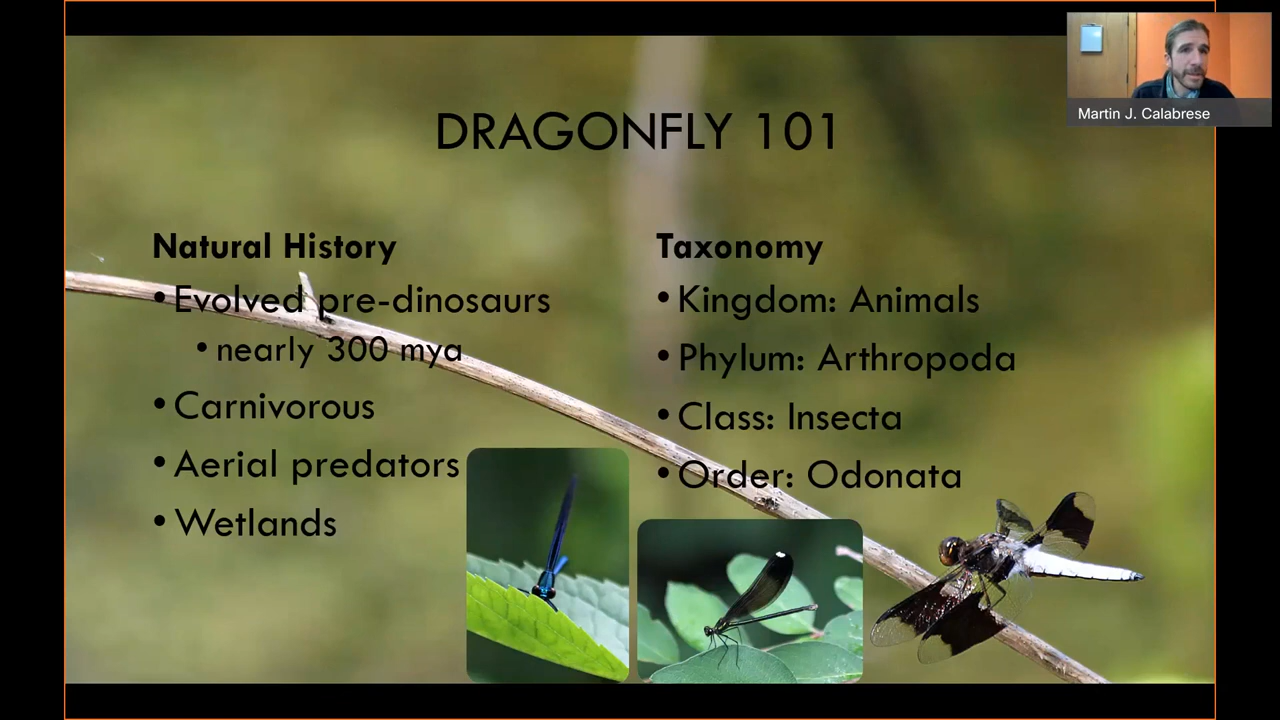 Martin J. Calabrese
DRAGONFLY 101
Natural History
• Evolved pre-dinosaurs
• nearly 300 mya
• Carnivorous
• Aerial predators
• Wetlands
Taxonomy
• Kingdom: Animals
• Phylum: Arthropoda
• Class: Insecta
• Order: Odonata